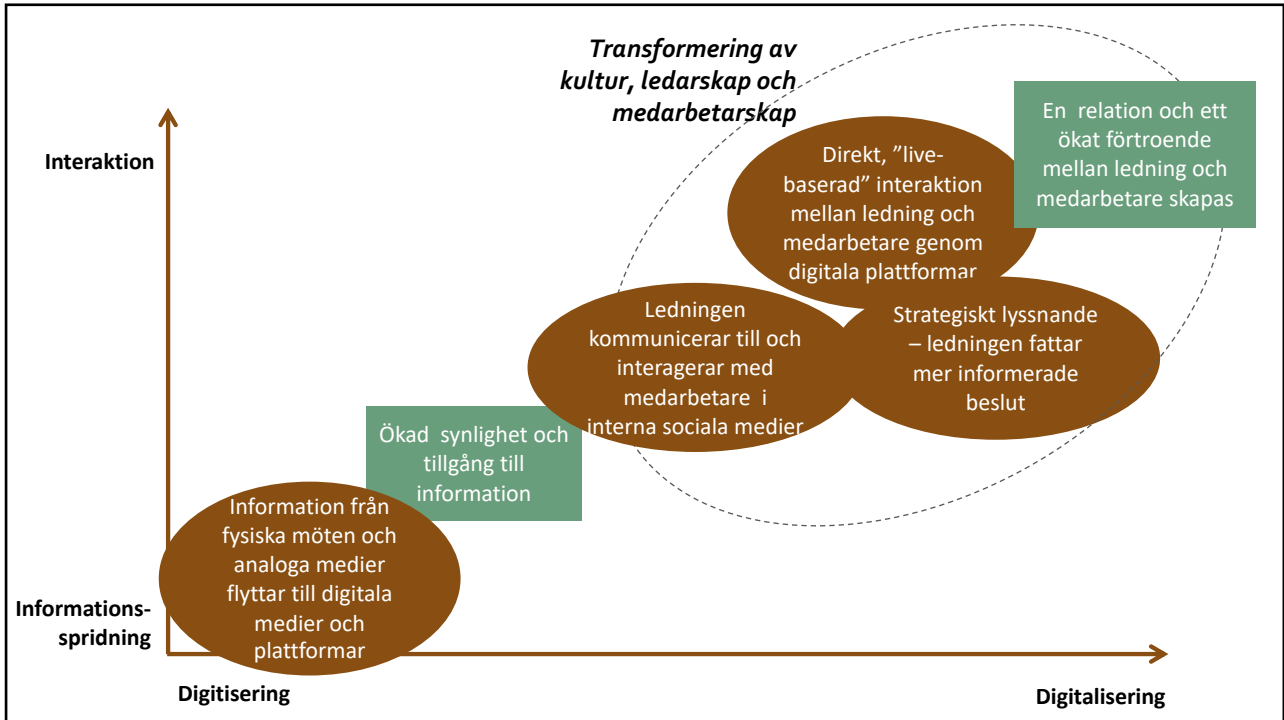 Transformering av
kultur, ledarskap och
medarbetarskap
En relation och ett
ökat förtroende
mellan ledning och
medarbetare skapas
Interaktion
Direkt, ”live-
baserad” interaktion
mellan ledning och
medarbetare genom
digitala plattformar
Ledningen
kommunicerar till och
interagerar med
medarbetare i
interna sociala medier
Strategiskt lyssnande
– ledningen fattar
mer informerade
beslut
Ökad synlighet och
tillgång till
information
Information från
fysiska möten och
analoga medier
flyttar till digitala
medier och
plattformar
Informations-
spridning
Digitisering
Digitalisering